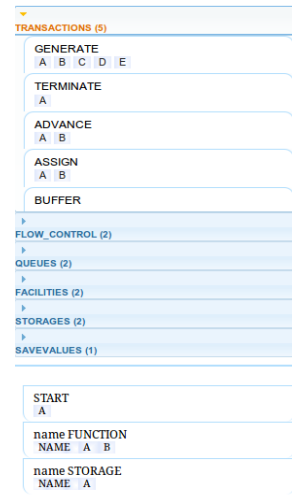 TRANSACTIONS (5)
GENERATE
A B C D E
TERMINATE
A
ADVANCE
A B
ASSIGN
A B
BUFFER
FLOW_CONTROL (2)
QUEUES (2)
FACILITIES (2)
STORAGES (2)
SAVEVALUES (1)
START
A
name FUNCTION
NAME A B
name STORAGE
NAME A